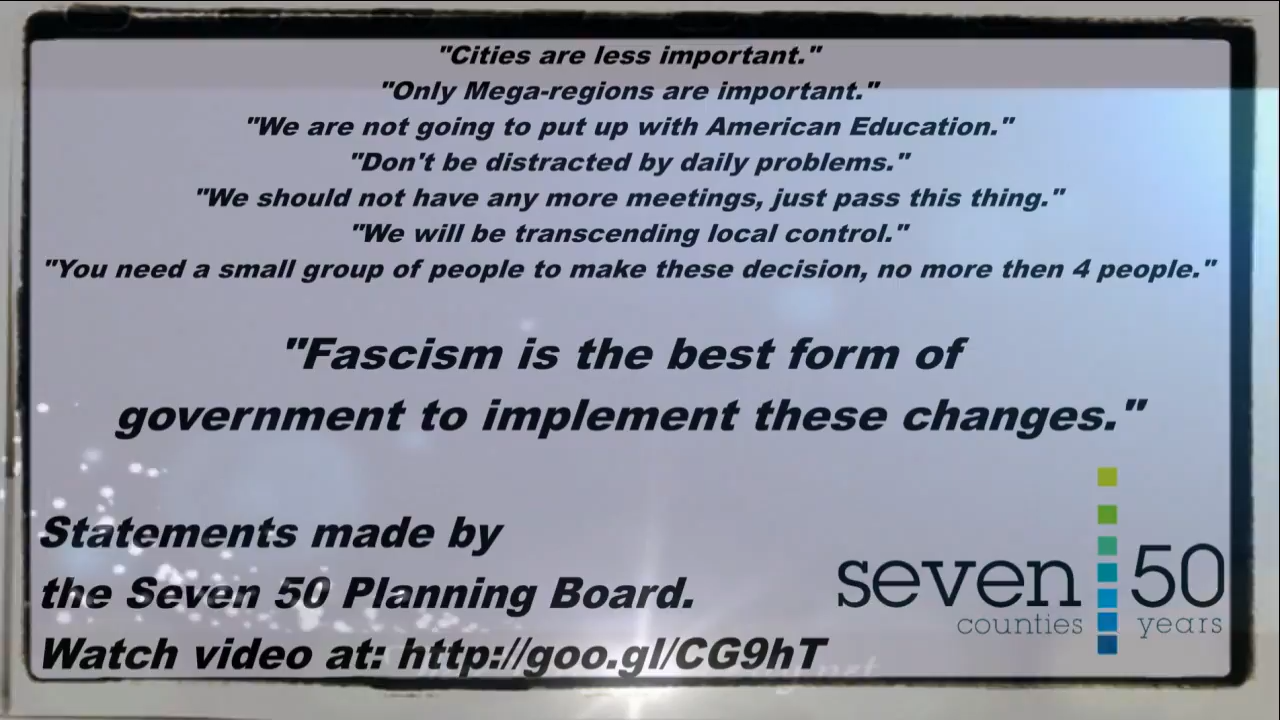 "Cities are less important."
"Only Mega-regions are important."
"We are not going to put up with American Education."
"Don't be distracted by daily problems."
"We should not have any more meetings, just pass this thing."
"We will be transcending local control."
"You need a small group of people to make these decision, no more then 4 people."
"Fascism is the best form of
government to implement these changes."
Statements made by
the Seven 50 Planning Board.
Watch video at: http://goo.gl/CG9hT
seven 50
counties years